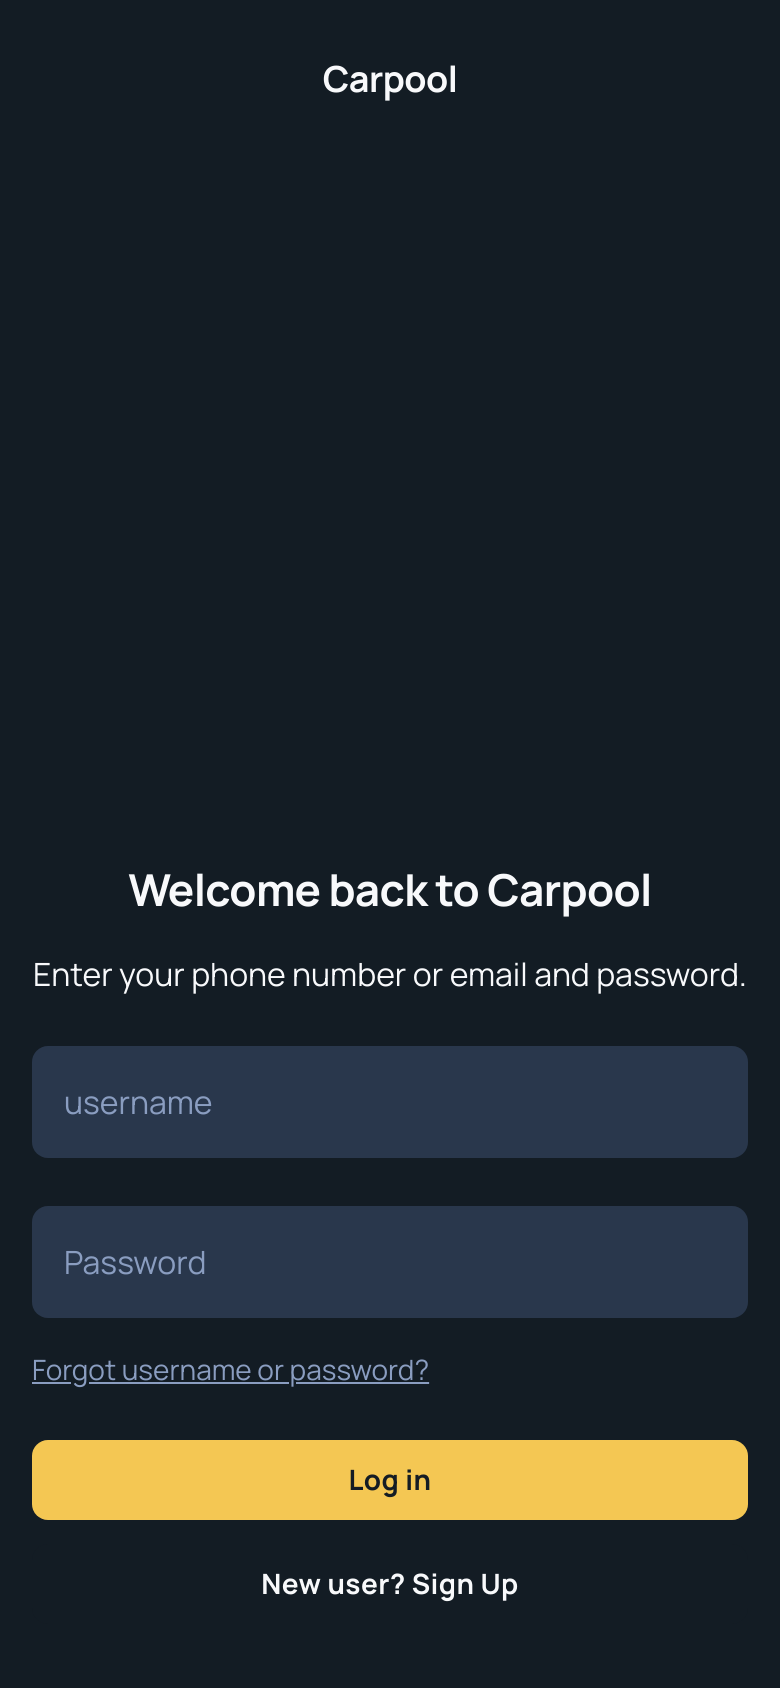 Carpool
Welcome back to Carpool
Enter your phone number or email and password.
username
Password
Forgot username or password?
Log in
New user? Sign Up